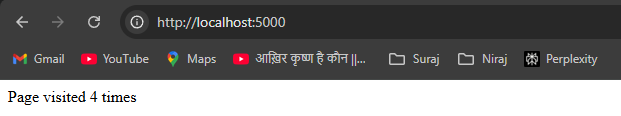 http://localhost:5000
Gmail YouTube Maps आख़िर कृष्ण है कौन ||... Suraj Niraj Perplexity
Page visited 4 times